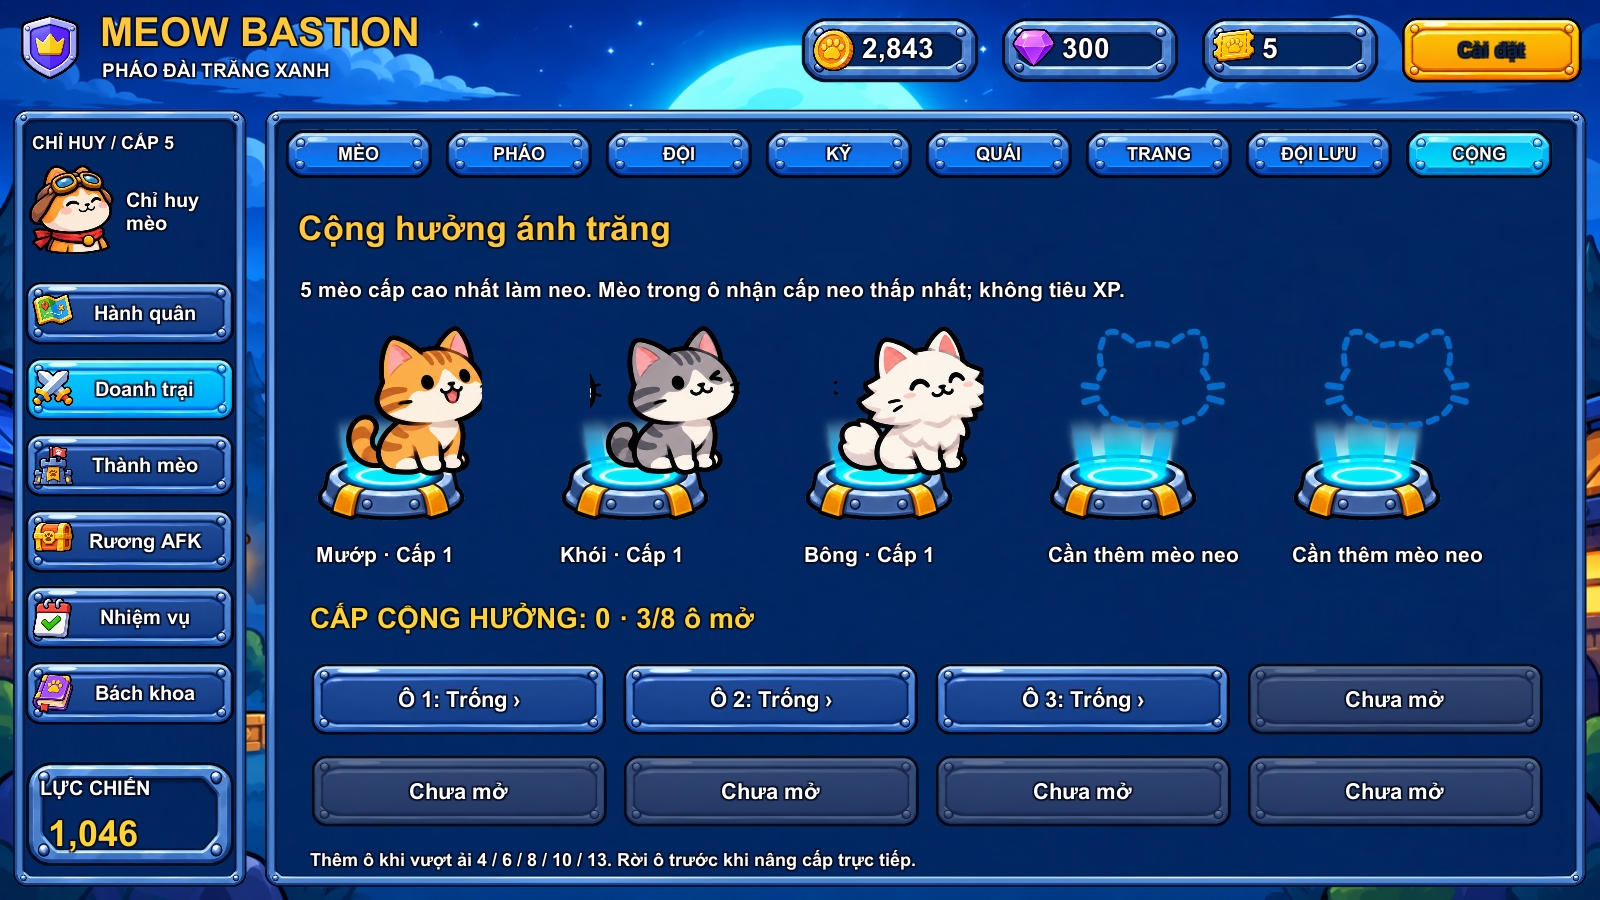 MEOW BASTION
PHÁO ĐÀI TRĂNG XANH
2,843
300
5
Cài đặt
CHỈ HUY / CẤP 5
Chỉ huy
mèo
Hành quân
Doanh trại
Thành mèo
Rương AFK
Nhiệm vụ
Bách khoa
LỰC CHIẾN
1,046
MÈO
PHÁO
ĐỘI
KỸ
QUÁI
TRANG
ĐỘI LƯU
CỘNG
Cộng hưởng ánh trăng
5 mèo cấp cao nhất làm neo. Mèo trong ô nhận cấp neo thấp nhất; không tiêu XP.
Mướp · Cấp 1
Khói · Cấp 1
Bông · Cấp 1
Cần thêm mèo neo
Cần thêm mèo neo
CẤP CỘNG HƯỞNG: 0 · 3/8 ô mở
Ô 1: Trống ›
Ô 2: Trống ›
Ô 3: Trống ›
Chưa mở
Chưa mở
Chưa mở
Chưa mở
Chưa mở
Thêm ô khi vượt ải 4 / 6 / 8 / 10 / 13. Rời ô trước khi nâng cấp trực tiếp.